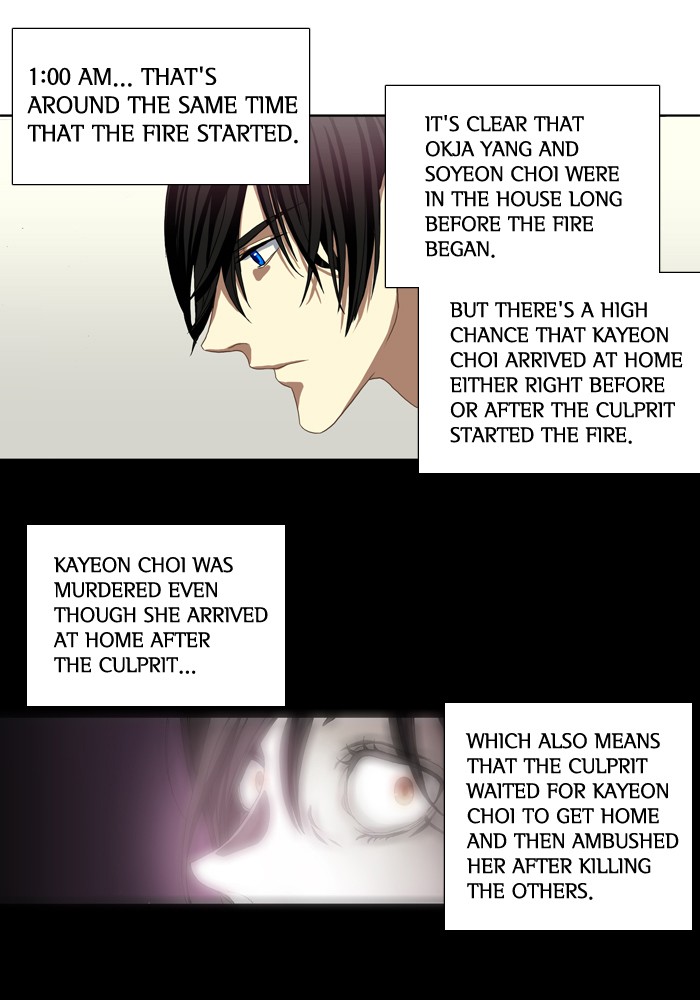 1:00 AM... THAT'S
AROUND THE SAME TIME
THAT THE FIRE STARTED.
IT'S CLEAR THAT
OKJA YANG AND
SOYEON CHOI WERE
IN THE HOUSE LONG
BEFORE THE FIRE
BEGAN.
BUT THERE'S A HIGH
CHANCE THAT KAYEON
CHOI ARRIVED AT HOME
EITHER RIGHT BEFORE
OR AFTER THE CULPRIT
STARTED THE FIRE.
KAYEON CHOI WAS
MURDERED EVEN
THOUGH SHE ARRIVED
AT HOME AFTER
THE CULPRIT...
WHICH ALSO MEANS
THAT THE CULPRIT
WAITED FOR KAYEON
CHOI TO GET HOME
AND THEN AMBUSHED
HER AFTER KILLING
THE OTHERS.